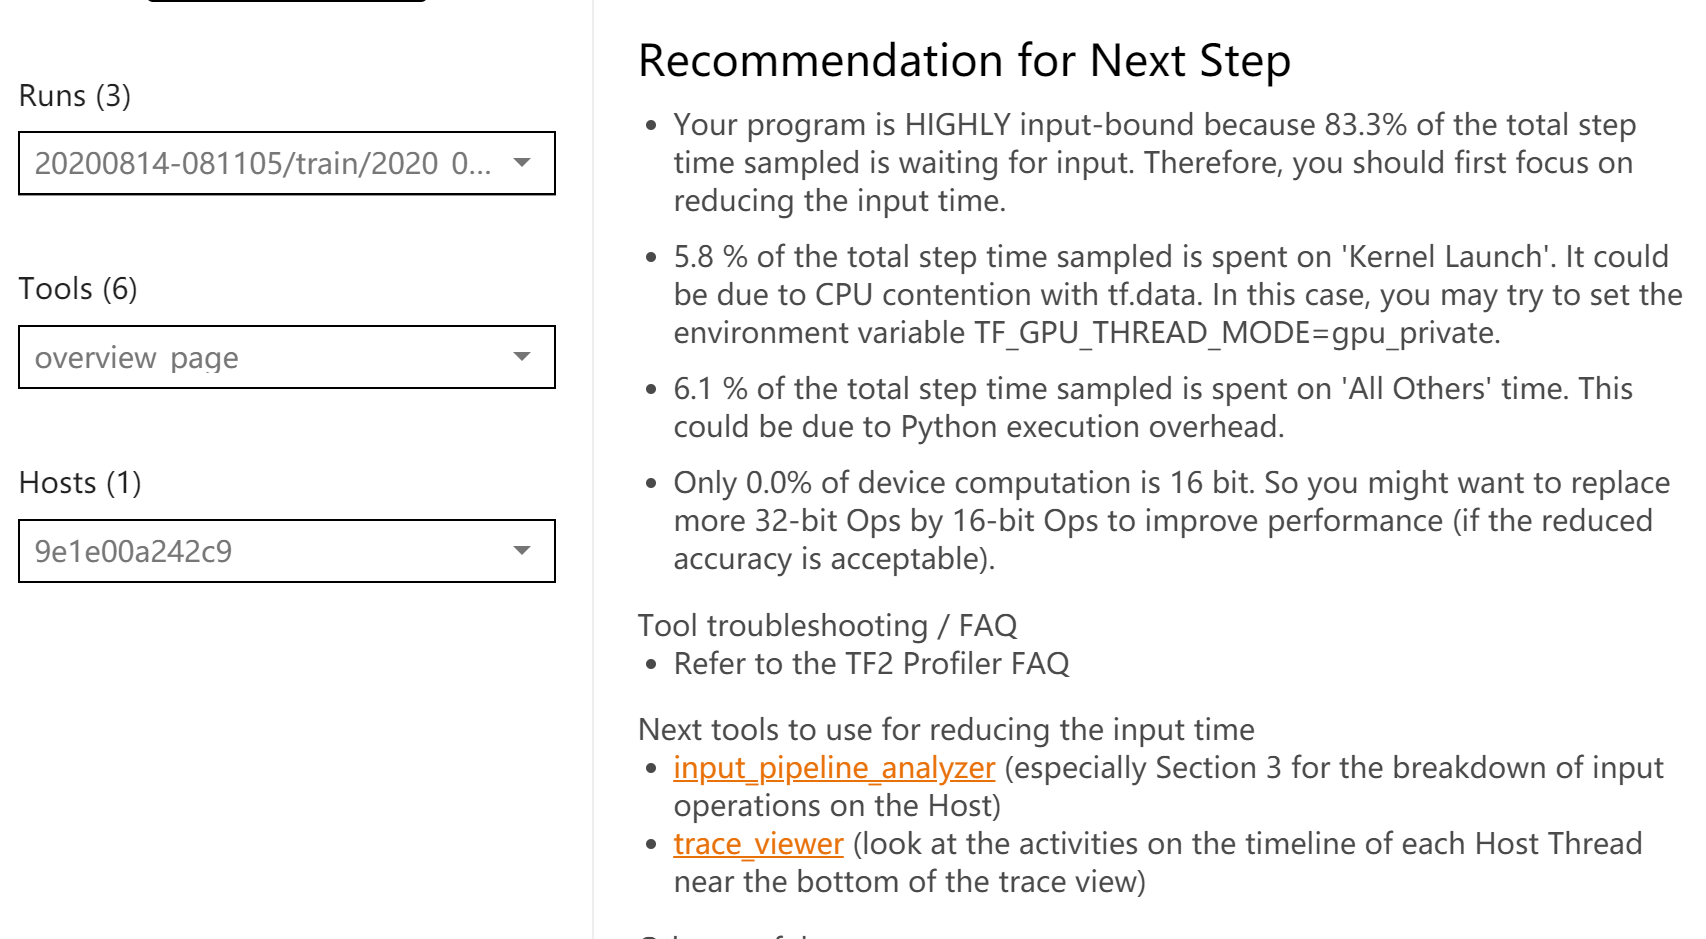 Runs (3)
20200814-081105/train/2020_0...
Tools (6)
overview_page
Hosts (1)
9e1e00a242c9
Recommendation for Next Step
• Your program is HIGHLY input-bound because 83.3% of the total step
time sampled is waiting for input. Therefore, you should first focus on
reducing the input time.
• 5.8 % of the total step time sampled is spent on 'Kernel Launch'. It could
be due to CPU contention with tf.data. In this case, you may try to set the
environment variable TF_GPU_THREAD_MODE=gpu_private.
• 6.1 % of the total step time sampled is spent on 'All Others' time. This
could be due to Python execution overhead.
• Only 0.0% of device computation is 16 bit. So you might want to replace
more 32-bit Ops by 16-bit Ops to improve performance (if the reduced
accuracy is acceptable).
Tool troubleshooting / FAQ
• Refer to the TF2 Profiler FAQ
Next tools to use for reducing the input time
• input_pipeline_analyzer (especially Section 3 for the breakdown of input
operations on the Host)
• trace_viewer (look at the activities on the timeline of each Host Thread
near the bottom of the trace view)